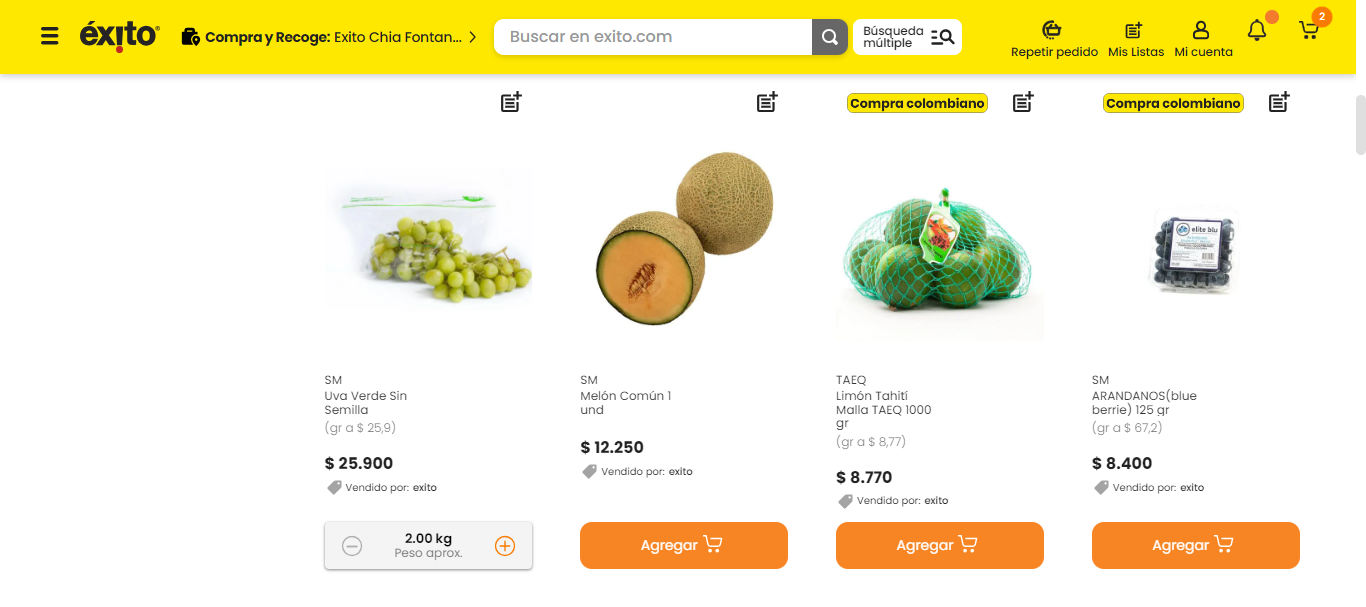 éxito
Compra y Recoge: Exito Chia Fontan...
Buscar en exito.com
Búsqueda
múltiple
Repetir pedido
Mis Listas
Mi cuenta
2
Compra colombiano
Compra colombiano
SM
Uva Verde Sin
Semilla
(gr a $ 25,9)
$ 25.900
Vendido por: exito
2.00 kg
Peso aprox.
SM
Melón Común 1
und
$ 12.250
Vendido por: exito
Agregar
TAEQ
Limón Tahití
Malla TAEQ 1000
gr
(gr a $ 8,77)
$ 8.770
Vendido por: exito
Agregar
elite blu
SM
ARANDANOS(blue
berrie) 125 gr
(gr a $ 67,2)
$ 8.400
Vendido por: exito
Agregar